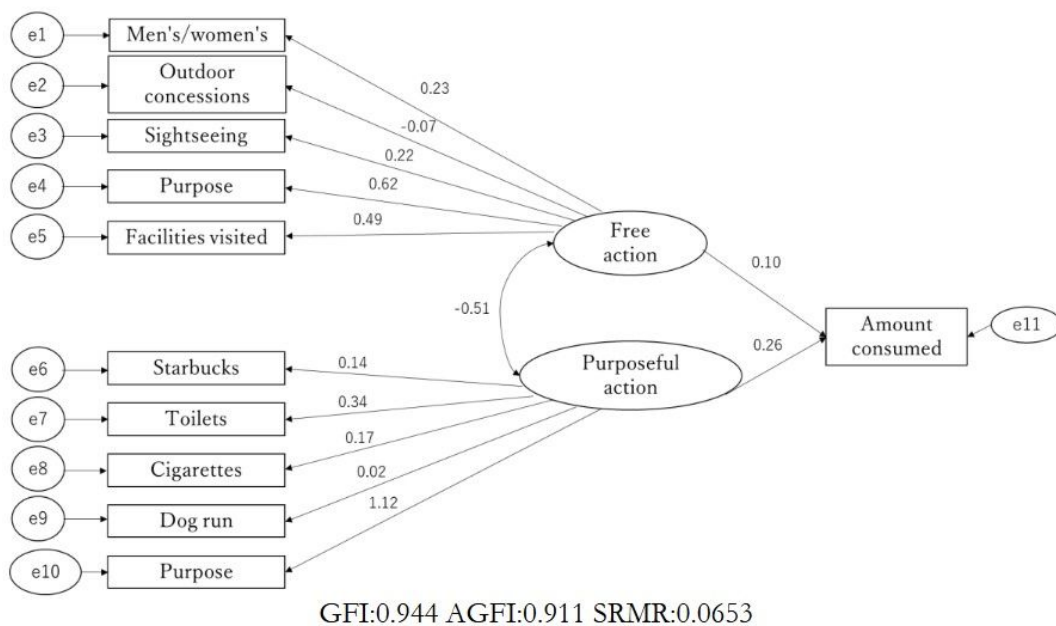 e1
Men's/women's
e2
Outdoor
concessions
e3
Sightseeing
e4
Purpose
e5
Facilities visited
0.23
-0.07
0.22
0.62
0.49
Free
action
0.10
-0.51
Amount
consumed
e11
0.26
Purposeful
action
e6
Starbucks
0.14
e7
Toilets
0.34
e8
Cigarettes
0.17
e9
Dog run
0.02
e10
Purpose
1.12
GFI:0.944 AGFI:0.911 SRMR:0.0653